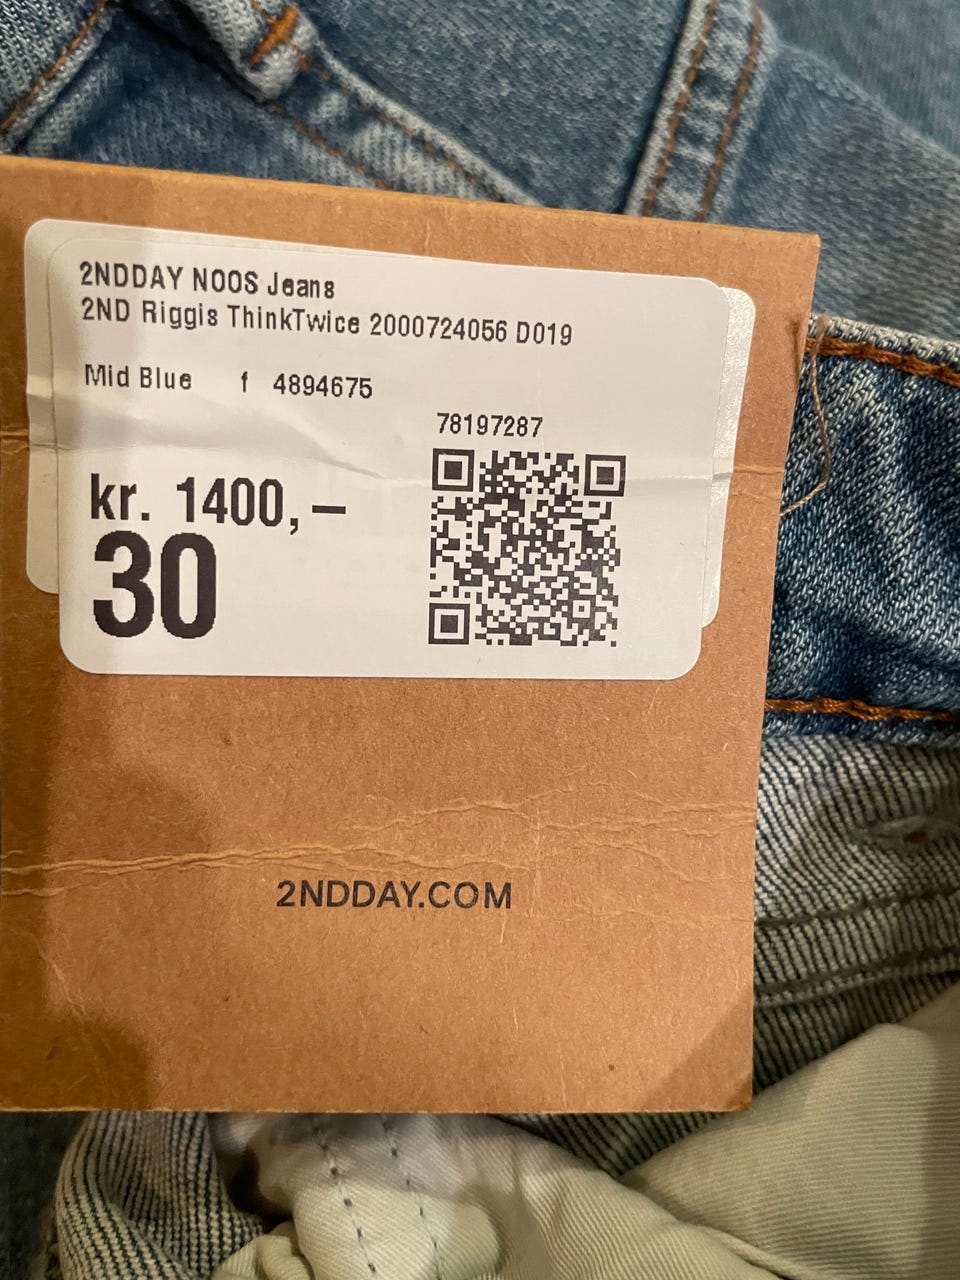 2NDDAY NOOS Jeans
2ND Riggis ThinkTwice 2000724056 D019
Mid Blue f 4894675
78197287
kr. 1400,-
30
2NDDAY.COM